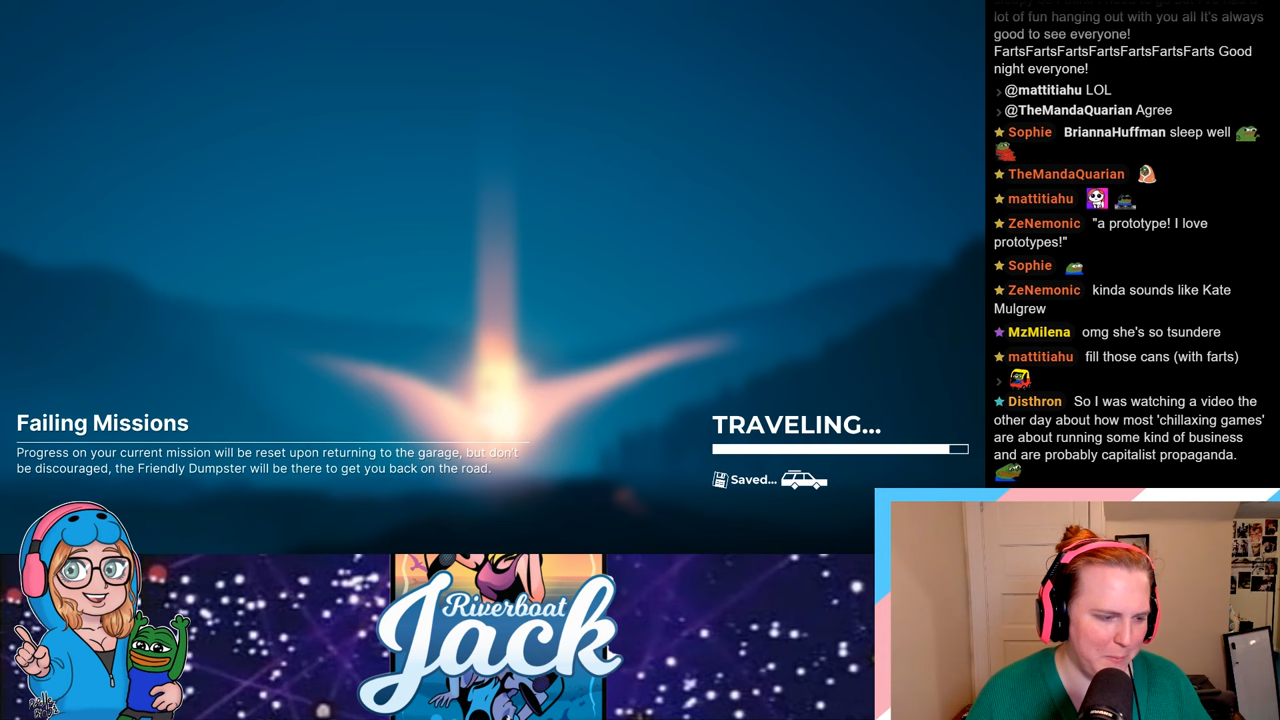 lot of fun hanging out with you all It's always
good to see everyone!
FartsFartsFartsFartsFartsFartsFarts Good
night everyone!
@mattitiahu LOL
@TheMandaQuarian Agree
Sophie BriannaHuffman sleep well
TheMandaQuarian
mattitiahu
ZeNemonic "a prototype! I love
prototypes!"
Sophie
ZeNemonic kinda sounds like Kate
Mulgrew
MzMilena omg she's so tsundere
mattitiahu fill those cans (with farts)
Disthron So I was watching a video the
other day about how most 'chillaxing games'
are about running some kind of business
and are probably capitalist propaganda.
Failing Missions
Progress on your current mission will be reset upon returning to the garage, but don't
be discouraged, the Friendly Dumpster will be there to get you back on the road.
TRAVELING...
Saved...
Riverboat
Jack